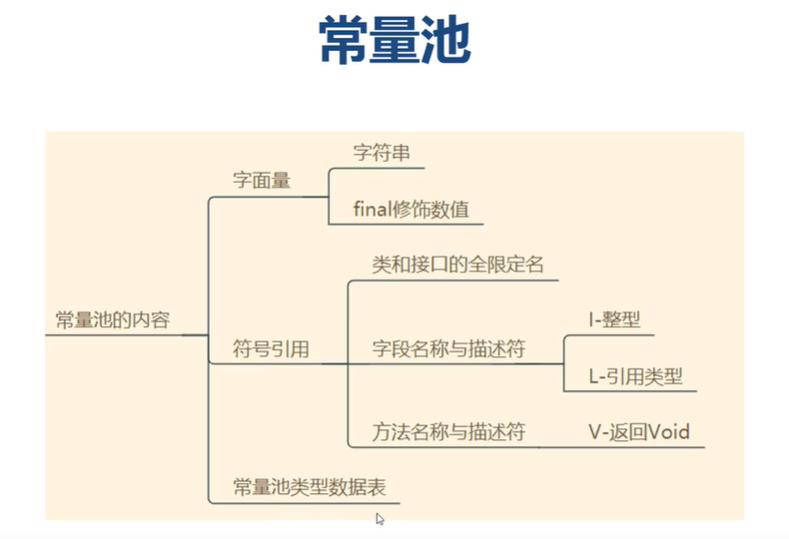 常量池
字符串
字面量
final修饰数值
类和接口的全限定名
常量池的内容
I-整型
符号引用
字段名称与描述符
L-引用类型
方法名称与描述符
V-返回Void
常量池类型数据表